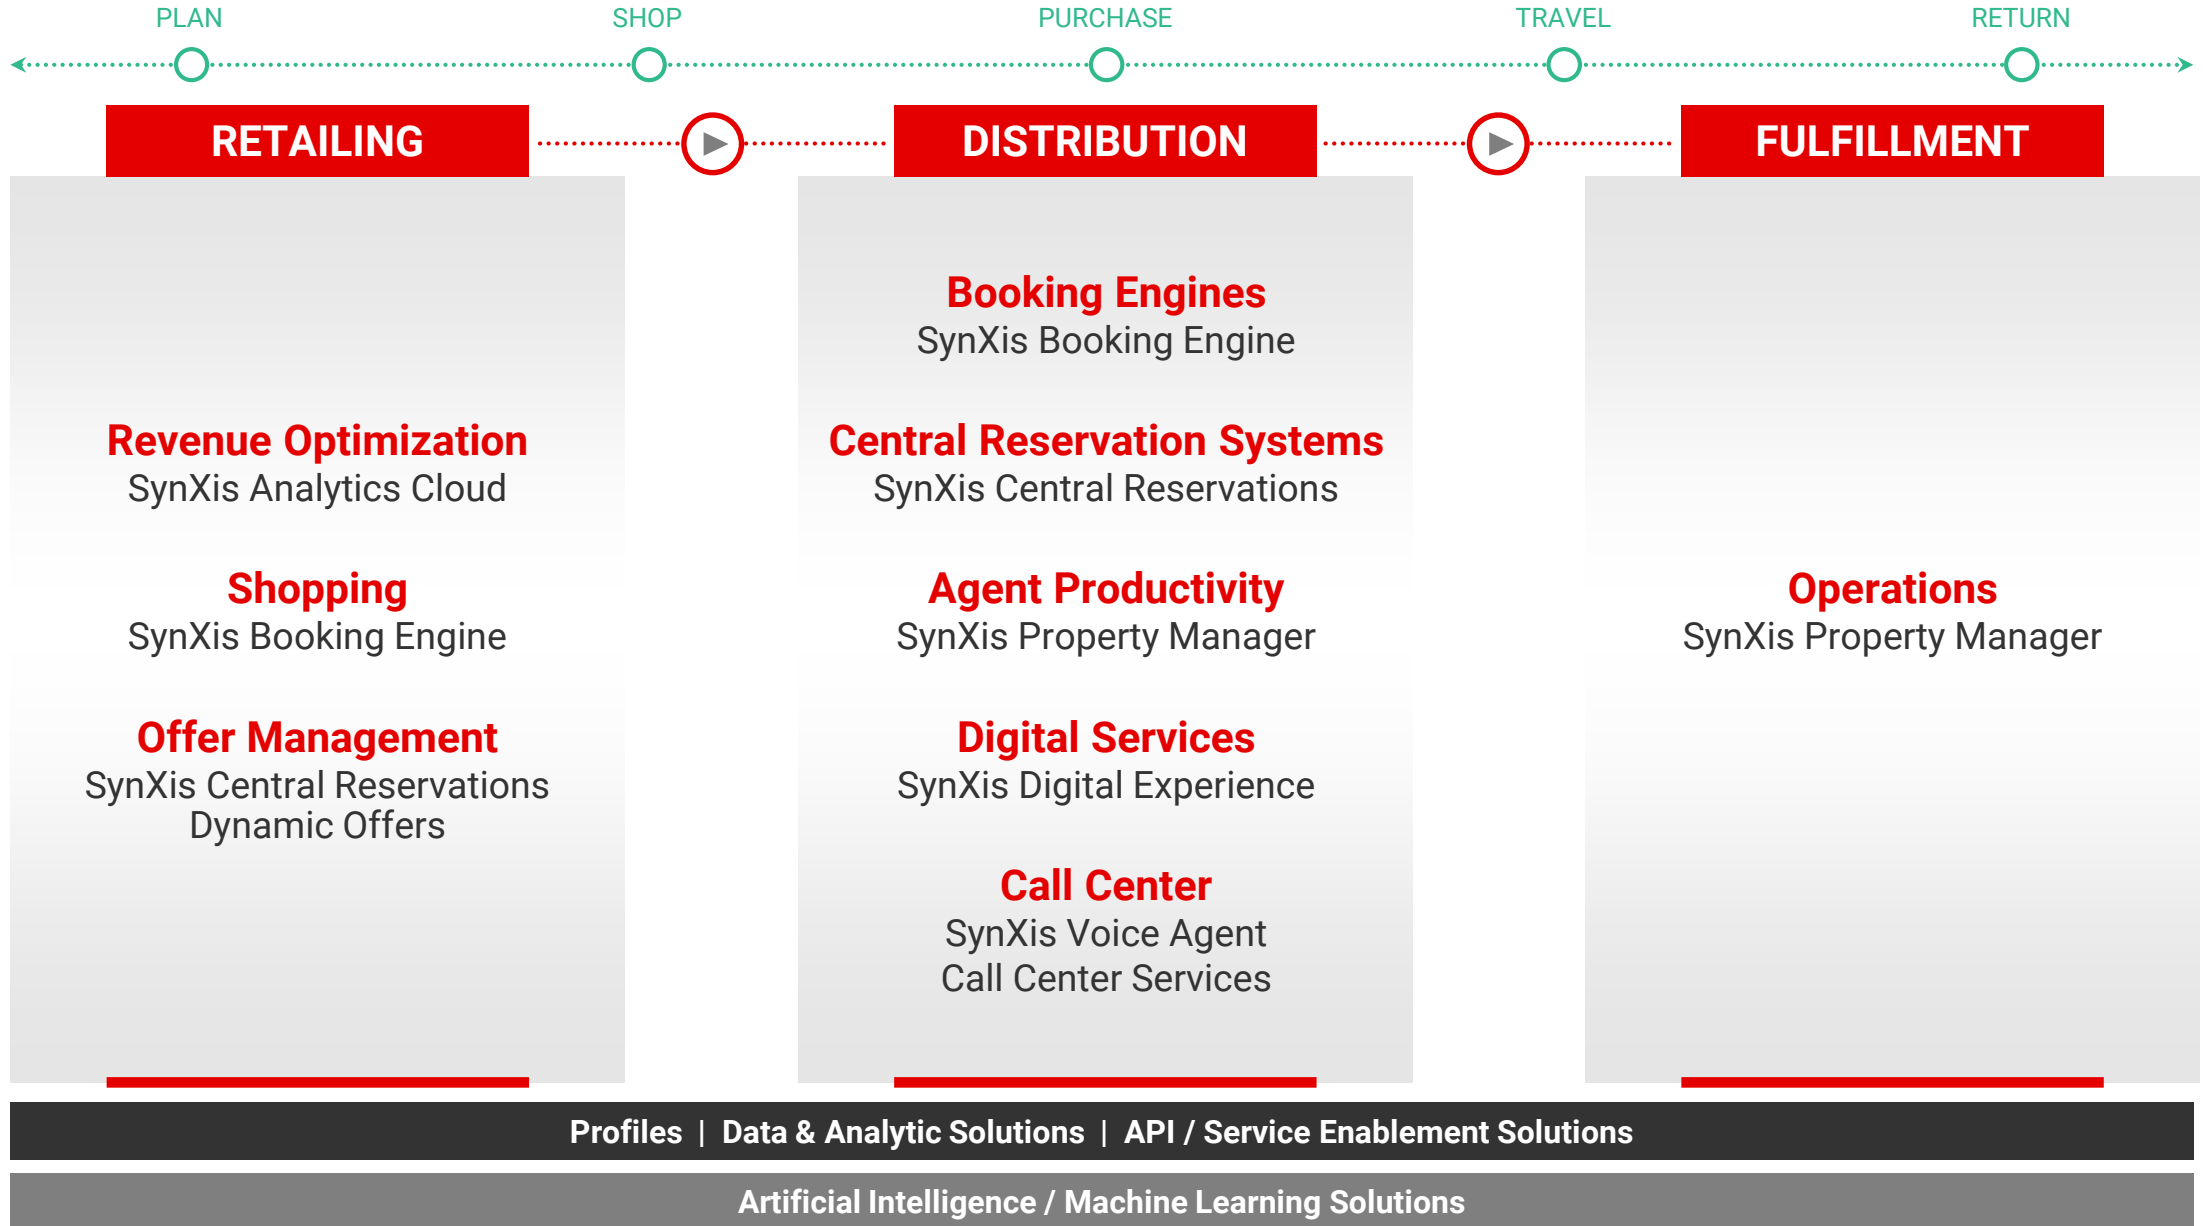 PLAN
SHOP
PURCHASE
TRAVEL
RETURN
RETAILING
DISTRIBUTION
FULFILLMENT
Revenue Optimization
SynXis Analytics Cloud
Shopping
SynXis Booking Engine
Offer Management
SynXis Central Reservations
Dynamic Offers
Booking Engines
SynXis Booking Engine
Central Reservation Systems
SynXis Central Reservations
Agent Productivity
SynXis Property Manager
Digital Services
SynXis Digital Experience
Call Center
SynXis Voice Agent
Call Center Services
Operations
SynXis Property Manager
Profiles | Data & Analytic Solutions | API / Service Enablement Solutions
Artificial Intelligence / Machine Learning Solutions